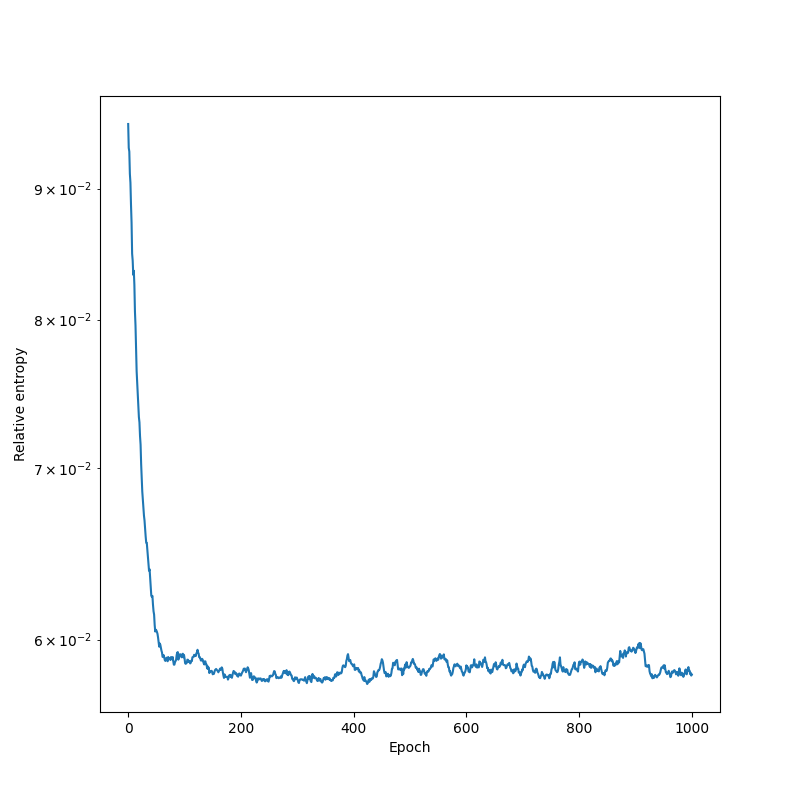 9 × 10⁻²
8 × 10⁻²
7 × 10⁻²
6 × 10⁻²
Relative entropy
0 200 400 600 800 1000
Epoch